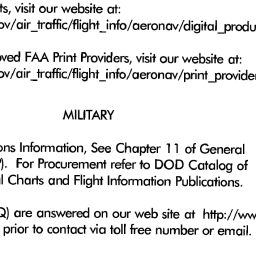 ts, visit our website at:
ov/air_traffic/flight_info/aeronav/digital_produ
oved FAA Print Providers, visit our website at:
ov/air_traffic/flight_info/aeronav/print_provide
MILITARY
ons Information, See Chapter 11 of General
). For Procurement refer to DOD Catalog of
l Charts and Flight Information Publications.
Q) are answered on our web site at http://ww
prior to contact via toll free number or email.